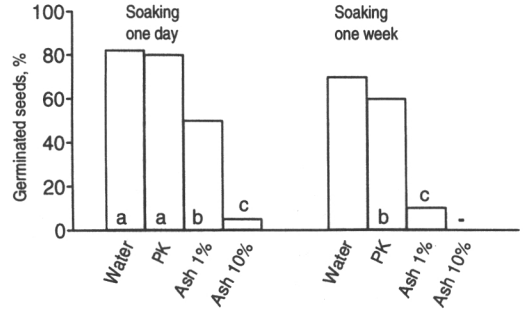 Soaking
one day
Soaking
one week
Germinated seeds, %
100
80
60
40
20
0
a
a
b
c
b
c
-
Water
PK
Ash 1%
Ash 10%
Water
PK
Ash 1%
Ash 10%